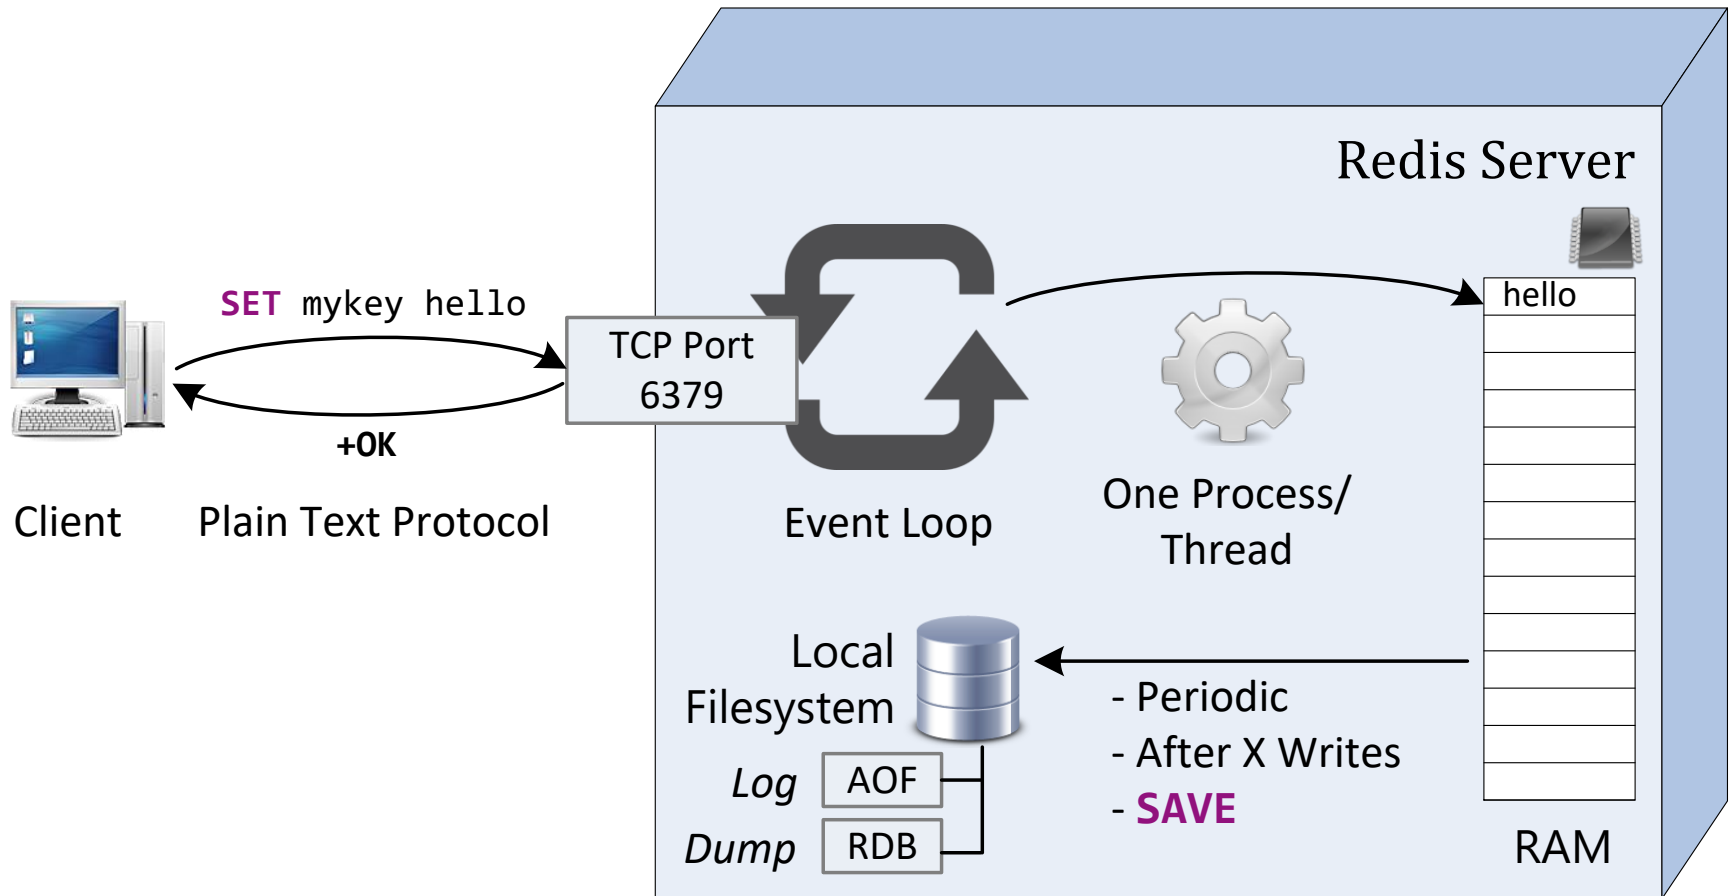 Redis Server
SET mykey hello
hello
TCP Port
6379
+OK
Client
Plain Text Protocol
Event Loop
One Process/
Thread
Local
Filesystem
- Periodic
- After X Writes
- SAVE
Log
AOF
Dump
RDB
RAM